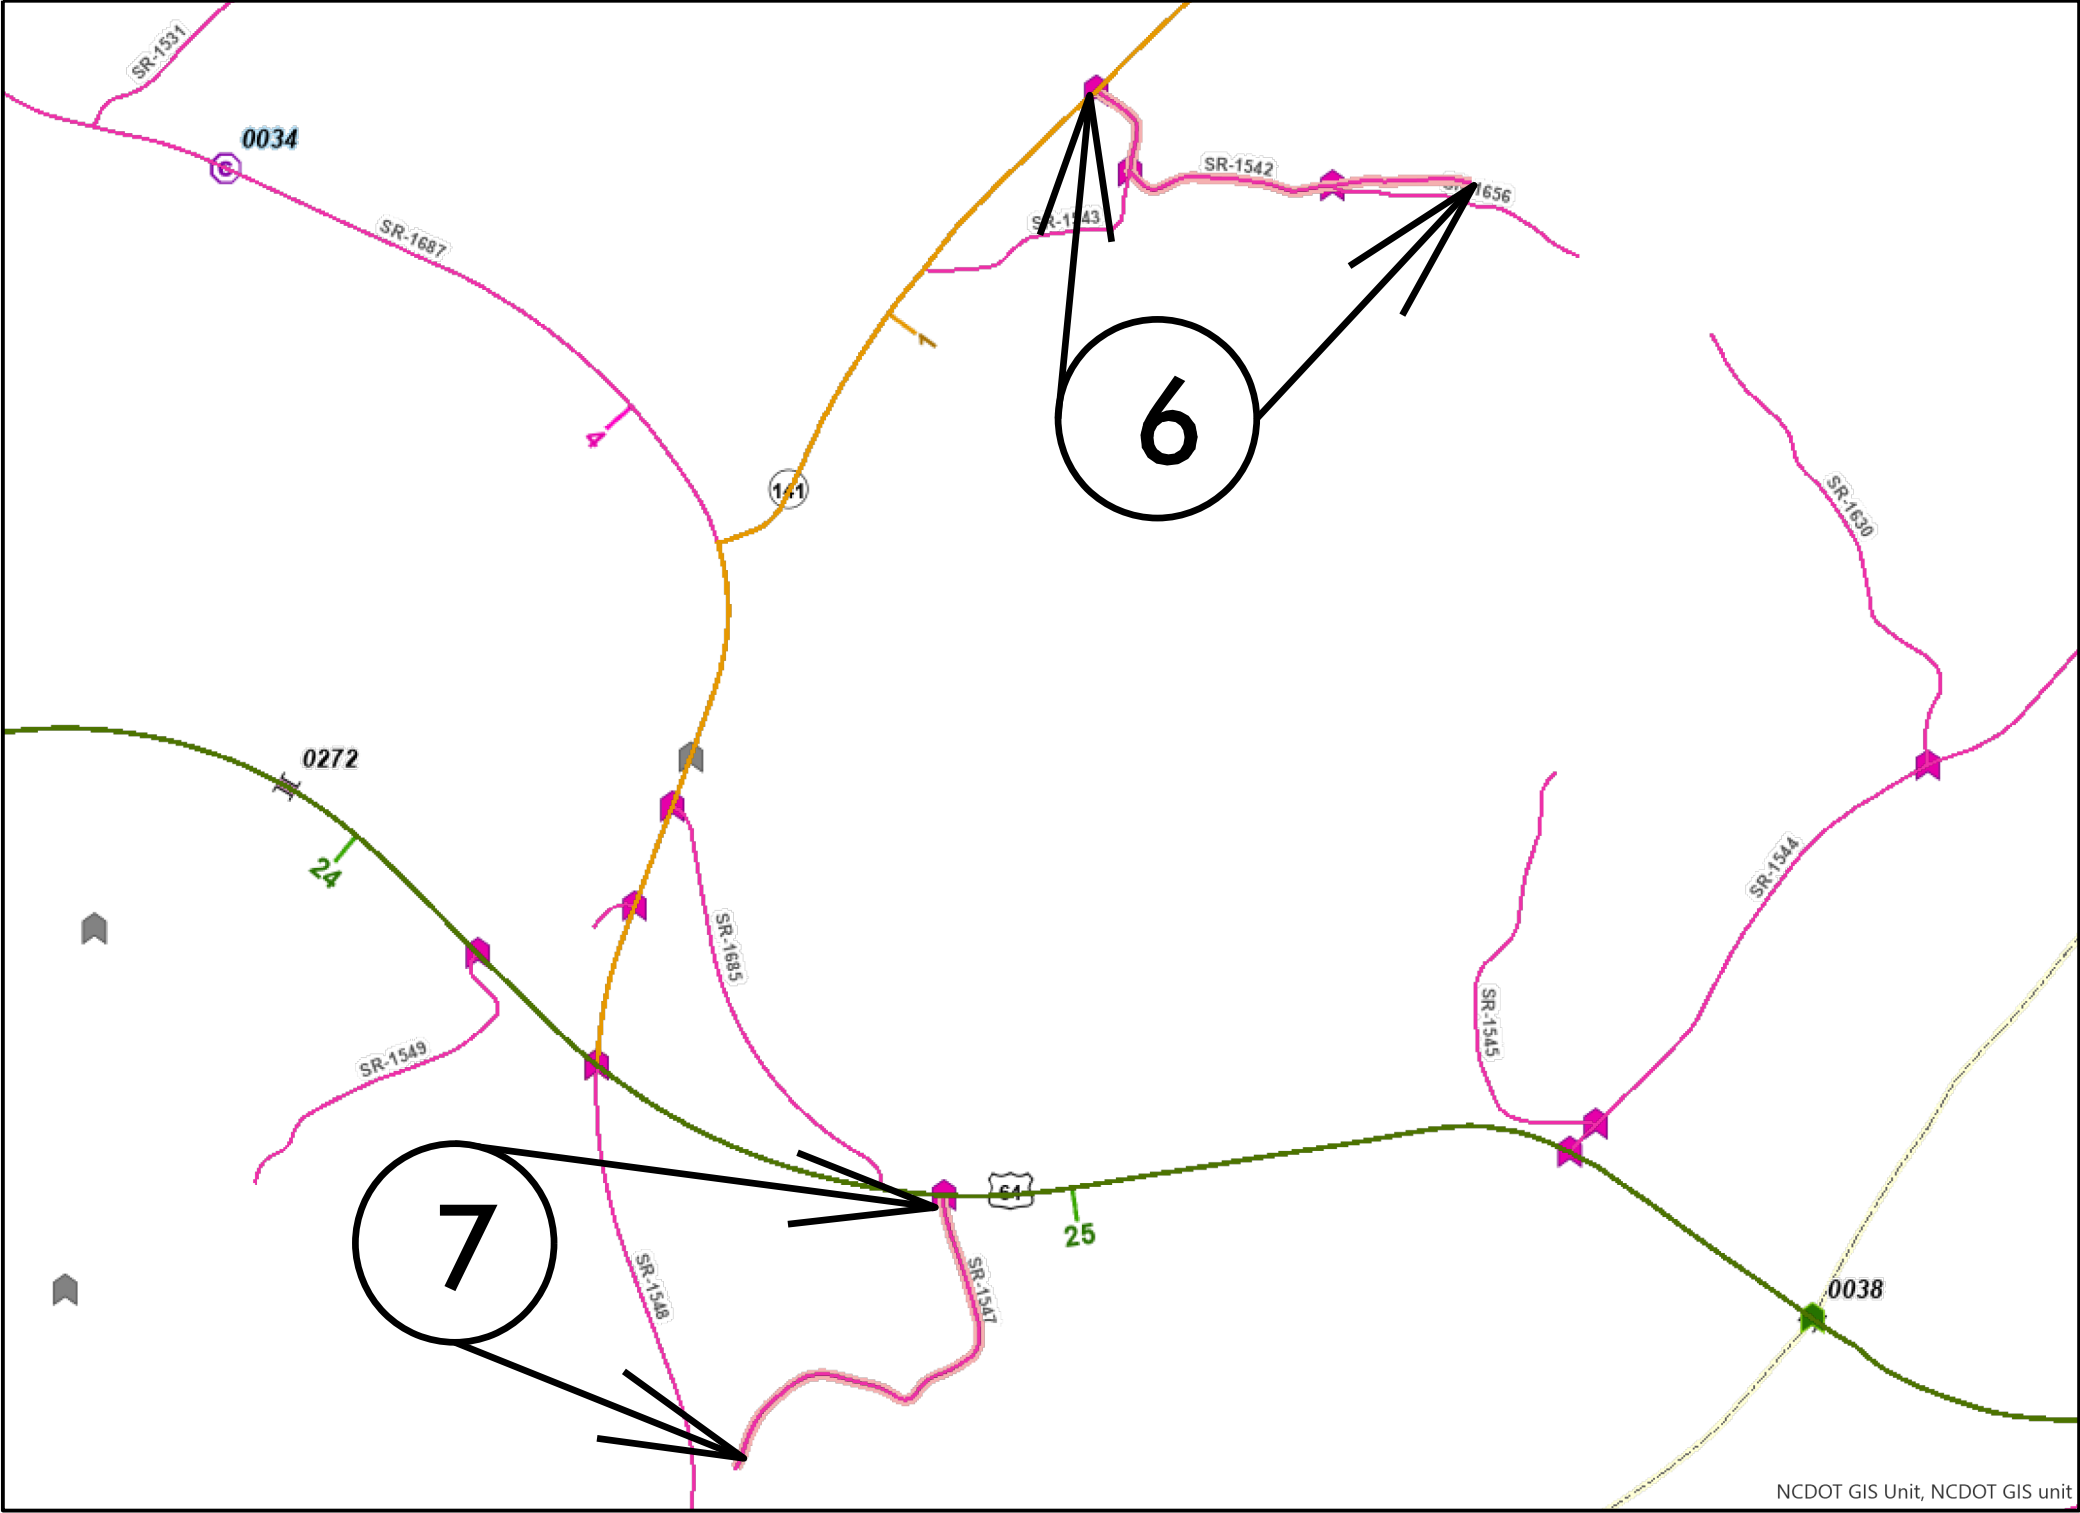 SR-1531
0034
SR-1687
SR-1542
SR-1656
SR-1543
1
6
4
141
SR-1630
0272
24
SR-1685
SR-1544
SR-1545
SR-1549
64
25
7
SR-1548
SR-1547
0038
NCDOT GIS Unit, NCDOT GIS unit